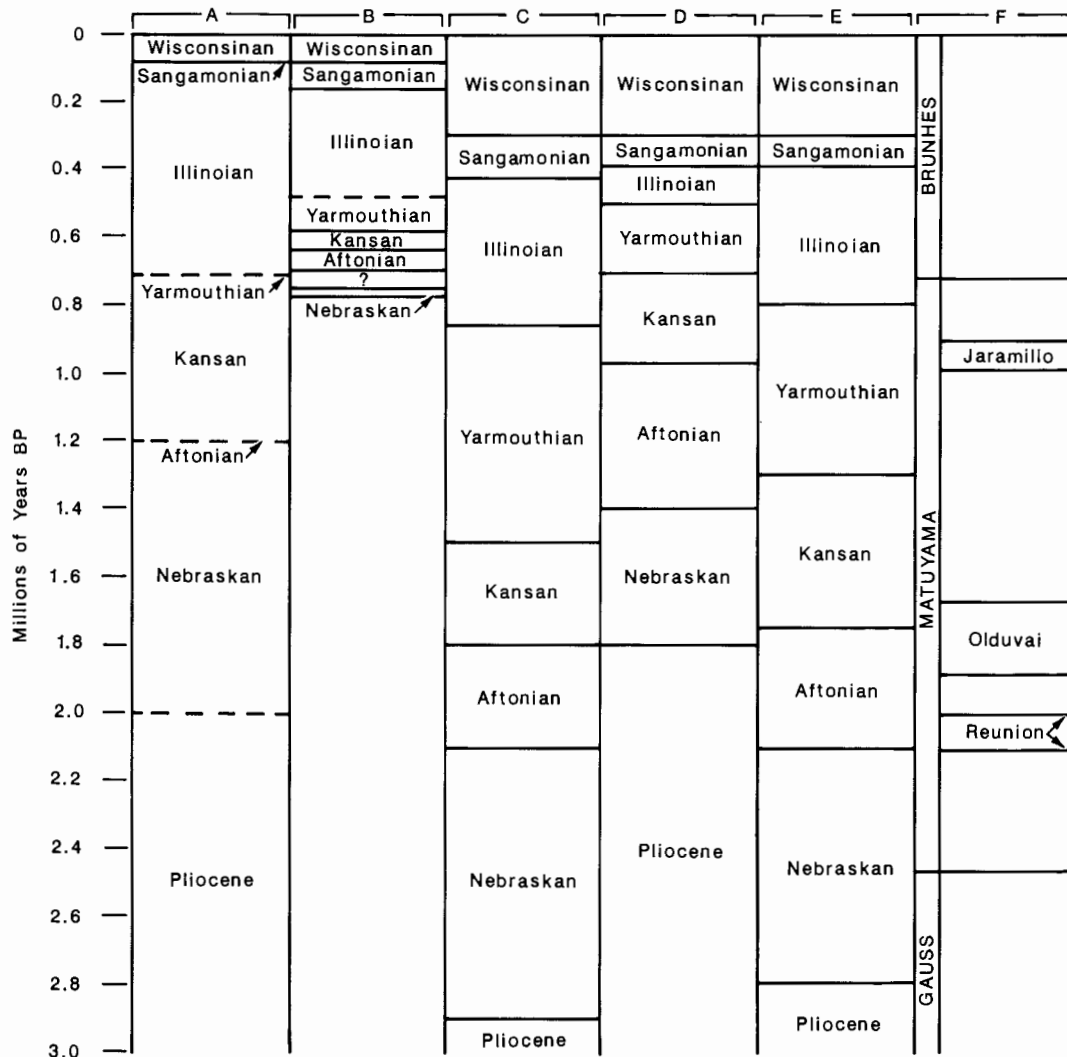 A B C D E F
Millions of Years BP
0
0.2
0.4
0.6
0.8
1.0
1.2
1.4
1.6
1.8
2.0
2.2
2.4
2.6
2.8
3.0
Wisconsinan
Sangamonian
Illinoian
Yarmouthian
Kansan
Aftonian
Nebraskan
Pliocene
Wisconsinan
Sangamonian
Illinoian
Yarmouthian
Kansan
Aftonian
?
Nebraskan
Wisconsinan
Sangamonian
Illinoian
Yarmouthian
Kansan
Aftonian
Nebraskan
Pliocene
Wisconsinan
Sangamonian
Illinoian
Yarmouthian
Kansan
Aftonian
Nebraskan
Pliocene
Wisconsinan
Sangamonian
Illinoian
Yarmouthian
Kansan
Aftonian
Nebraskan
Pliocene
BRUNHES
MATUYAMA
GAUSS
Jaramillo
Olduvai
Reunion